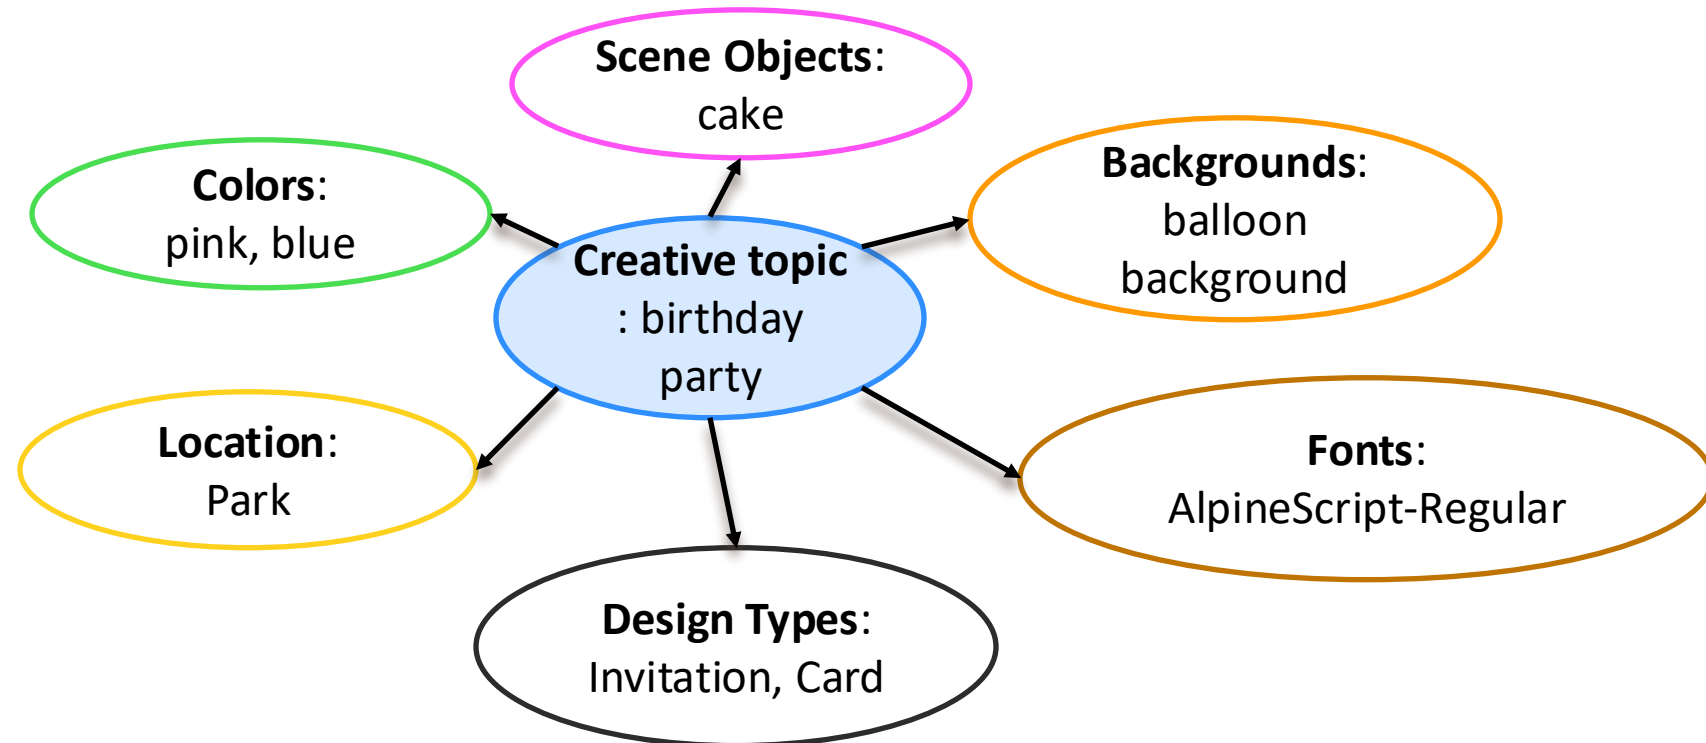 Scene Objects:
cake
Colors:
pink, blue
Backgrounds:
balloon
background
Creative topic
: birthday
party
Location:
Park
Fonts:
AlpineScript-Regular
Design Types:
Invitation, Card